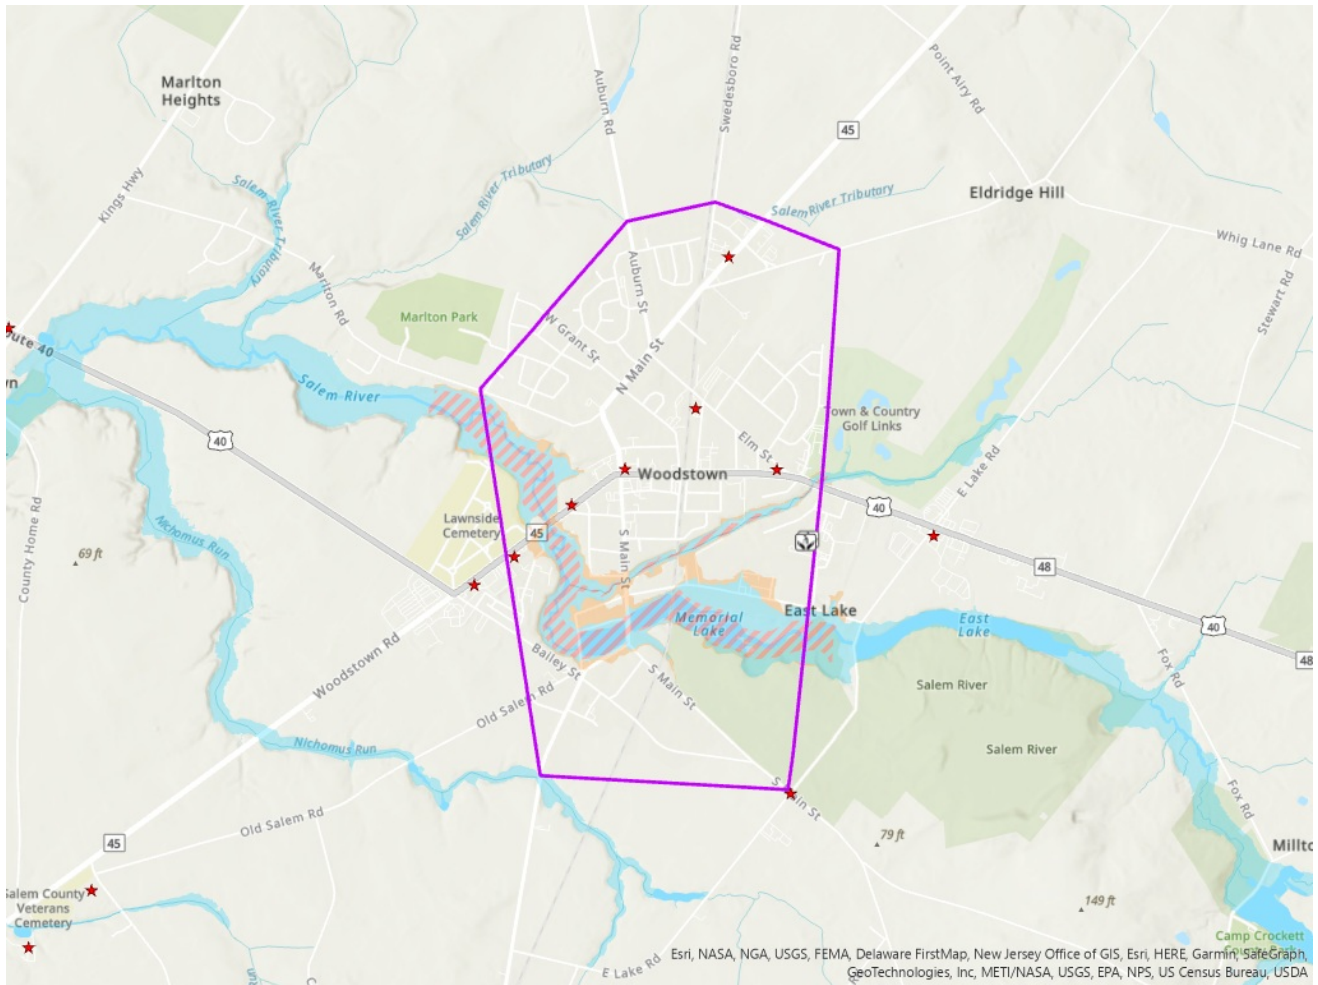 Marlton
Heights
Kings Hwy
Salem River Tributary
Salem River Tributary
Auburn Rd
Swedesboro Rd
45
Point Airy Rd
Eldridge Hill
Salem River Tributary
Whig Lane Rd
Stewart Rd
Marlton Rd
Marlton Park
Auburn St
W Grant St
N Main St
Route 40
wn
Salem River
40
Town & Country
Golf Links
Elm St
Woodstown
E Lake Rd
40
Lawnside
Cemetery
45
S Main St
County Home Rd
Nichomus Run
69 ft
48
East Lake
Memorial
Lake
East
Lake
40
48
Woodstown Rd
Bailey St
S Main St
Old Salem Rd
Fox Rd
Salem River
Salem River
Nichomus Run
S Main St
Fox Rd
Old Salem Rd
45
79 ft
Millto
Salem County
Veterans
Cemetery
149 ft
Camp Crockett
County Park
E Lake Rd
Esri, NASA, NGA, USGS, FEMA, Delaware FirstMap, New Jersey Office of GIS, Esri, HERE, Garmin, SafeGraph,
GeoTechnologies, Inc, METI/NASA, USGS, EPA, NPS, US Census Bureau, USDA